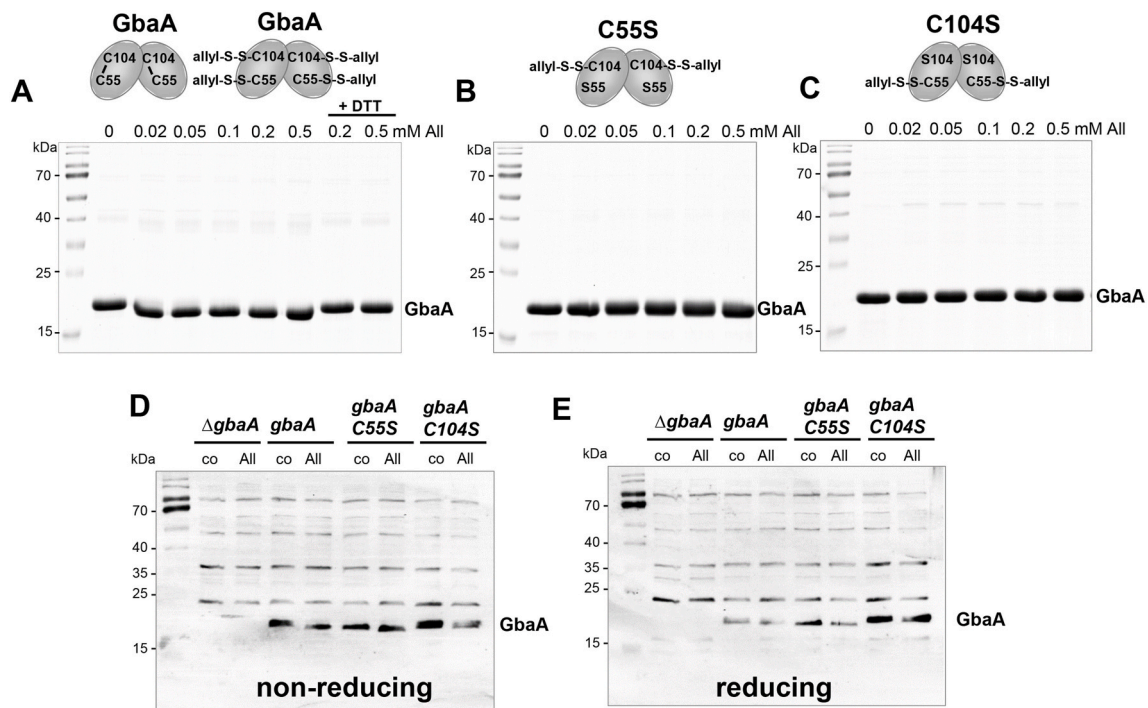 GbaA GbaA
C104 C104
C55 C55
allyl-S-S-C104 C104-S-S-allyl
allyl-S-S-C55 C55-S-S-allyl
+ DTT
A
0 0.02 0.05 0.1 0.2 0.5 0.2 0.5 mM All
kDa
70
40
25
15
GbaA
C55S
allyl-S-S-C104 C104-S-S-allyl
S55 S55
B
0 0.02 0.05 0.1 0.2 0.5 mM All
kDa
70
40
25
15
GbaA
C104S
S104 S104
allyl-S-S-C55 C55-S-S-allyl
C
0 0.02 0.05 0.1 0.2 0.5 mM All
kDa
70
40
25
15
GbaA
D
ΔgbaA gbaA gbaA C55S gbaA C104S
co All co All co All co All
kDa
70
40
35
25
15
GbaA
non-reducing
E
ΔgbaA gbaA gbaA C55S gbaA C104S
co All co All co All co All
kDa
70
40
35
25
15
GbaA
reducing